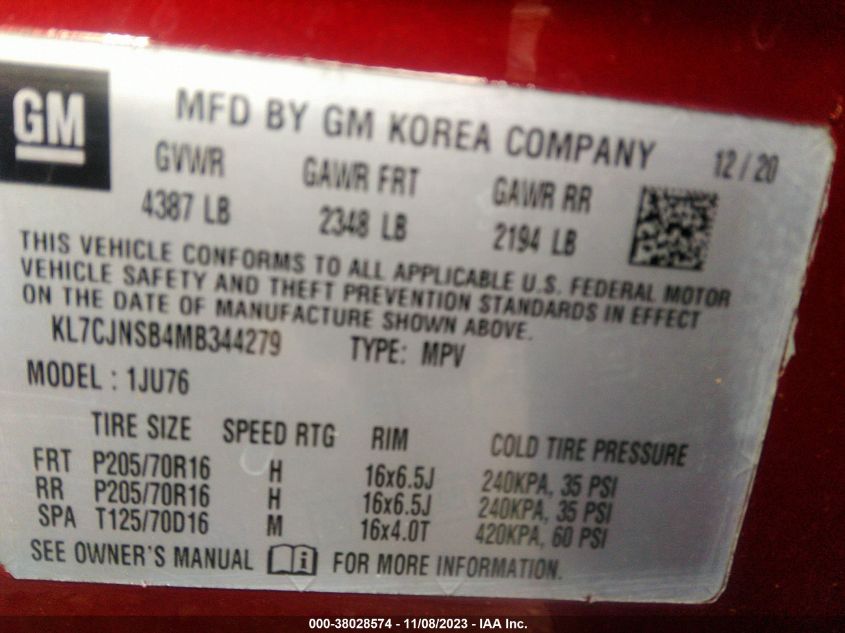 GM
MFD BY GM KOREA COMPANY 12/20
GVWR GAWR FRT GAWR RR
4387 LB 2348 LB 2194 LB
THIS VEHICLE CONFORMS TO ALL APPLICABLE U.S. FEDERAL MOTOR
VEHICLE SAFETY AND THEFT PREVENTION STANDARDS IN EFFECT
ON THE DATE OF MANUFACTURE SHOWN ABOVE.
KL7CJNSB4MB344279 TYPE: MPV
MODEL : 1JU76
TIRE SIZE SPEED RTG RIM COLD TIRE PRESSURE
FRT P205/70R16 H 16x6.5J 240KPA, 35 PSI
RR P205/70R16 H 16x6.5J 240KPA, 35 PSI
SPA T125/70D16 M 16x4.0T 420KPA, 60 PSI
SEE OWNER'S MANUAL i FOR MORE INFORMATION.
000-38028574 - 11/08/2023 - IAA Inc.